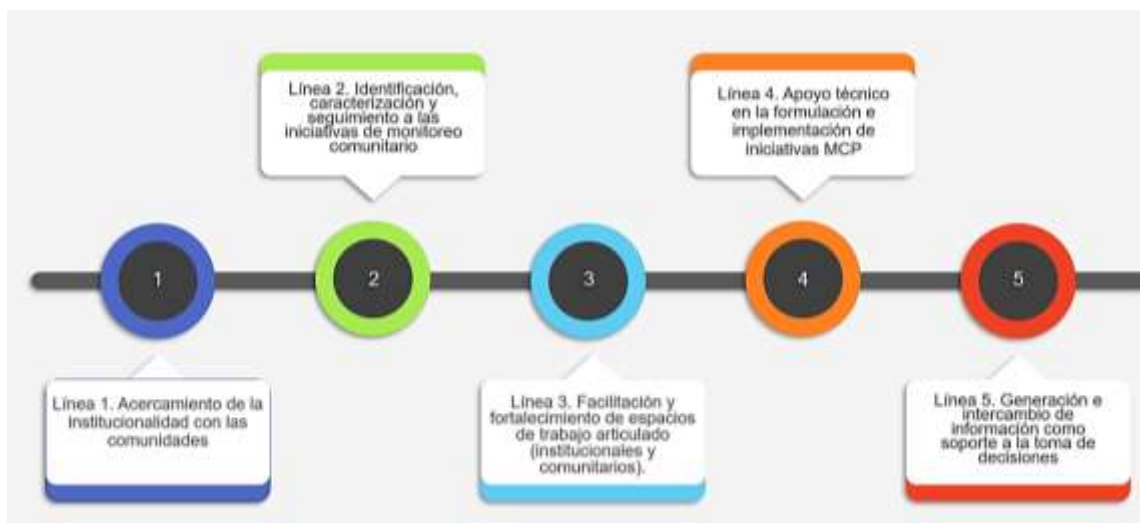 1
Línea 1. Acercamiento de la
institucionalidad con las
comunidades
2
Línea 2. Identificación,
caracterización y
seguimiento a las
iniciativas de monitoreo
comunitario
3
Línea 3. Facilitación y
fortalecimiento de espacios
de trabajo articulado
(institucionales y
comunitarios).
4
Línea 4. Apoyo técnico
en la formulación e
implementación de
iniciativas MCP
5
Línea 5. Generación e
intercambio de
información como
soporte a la toma de
decisiones